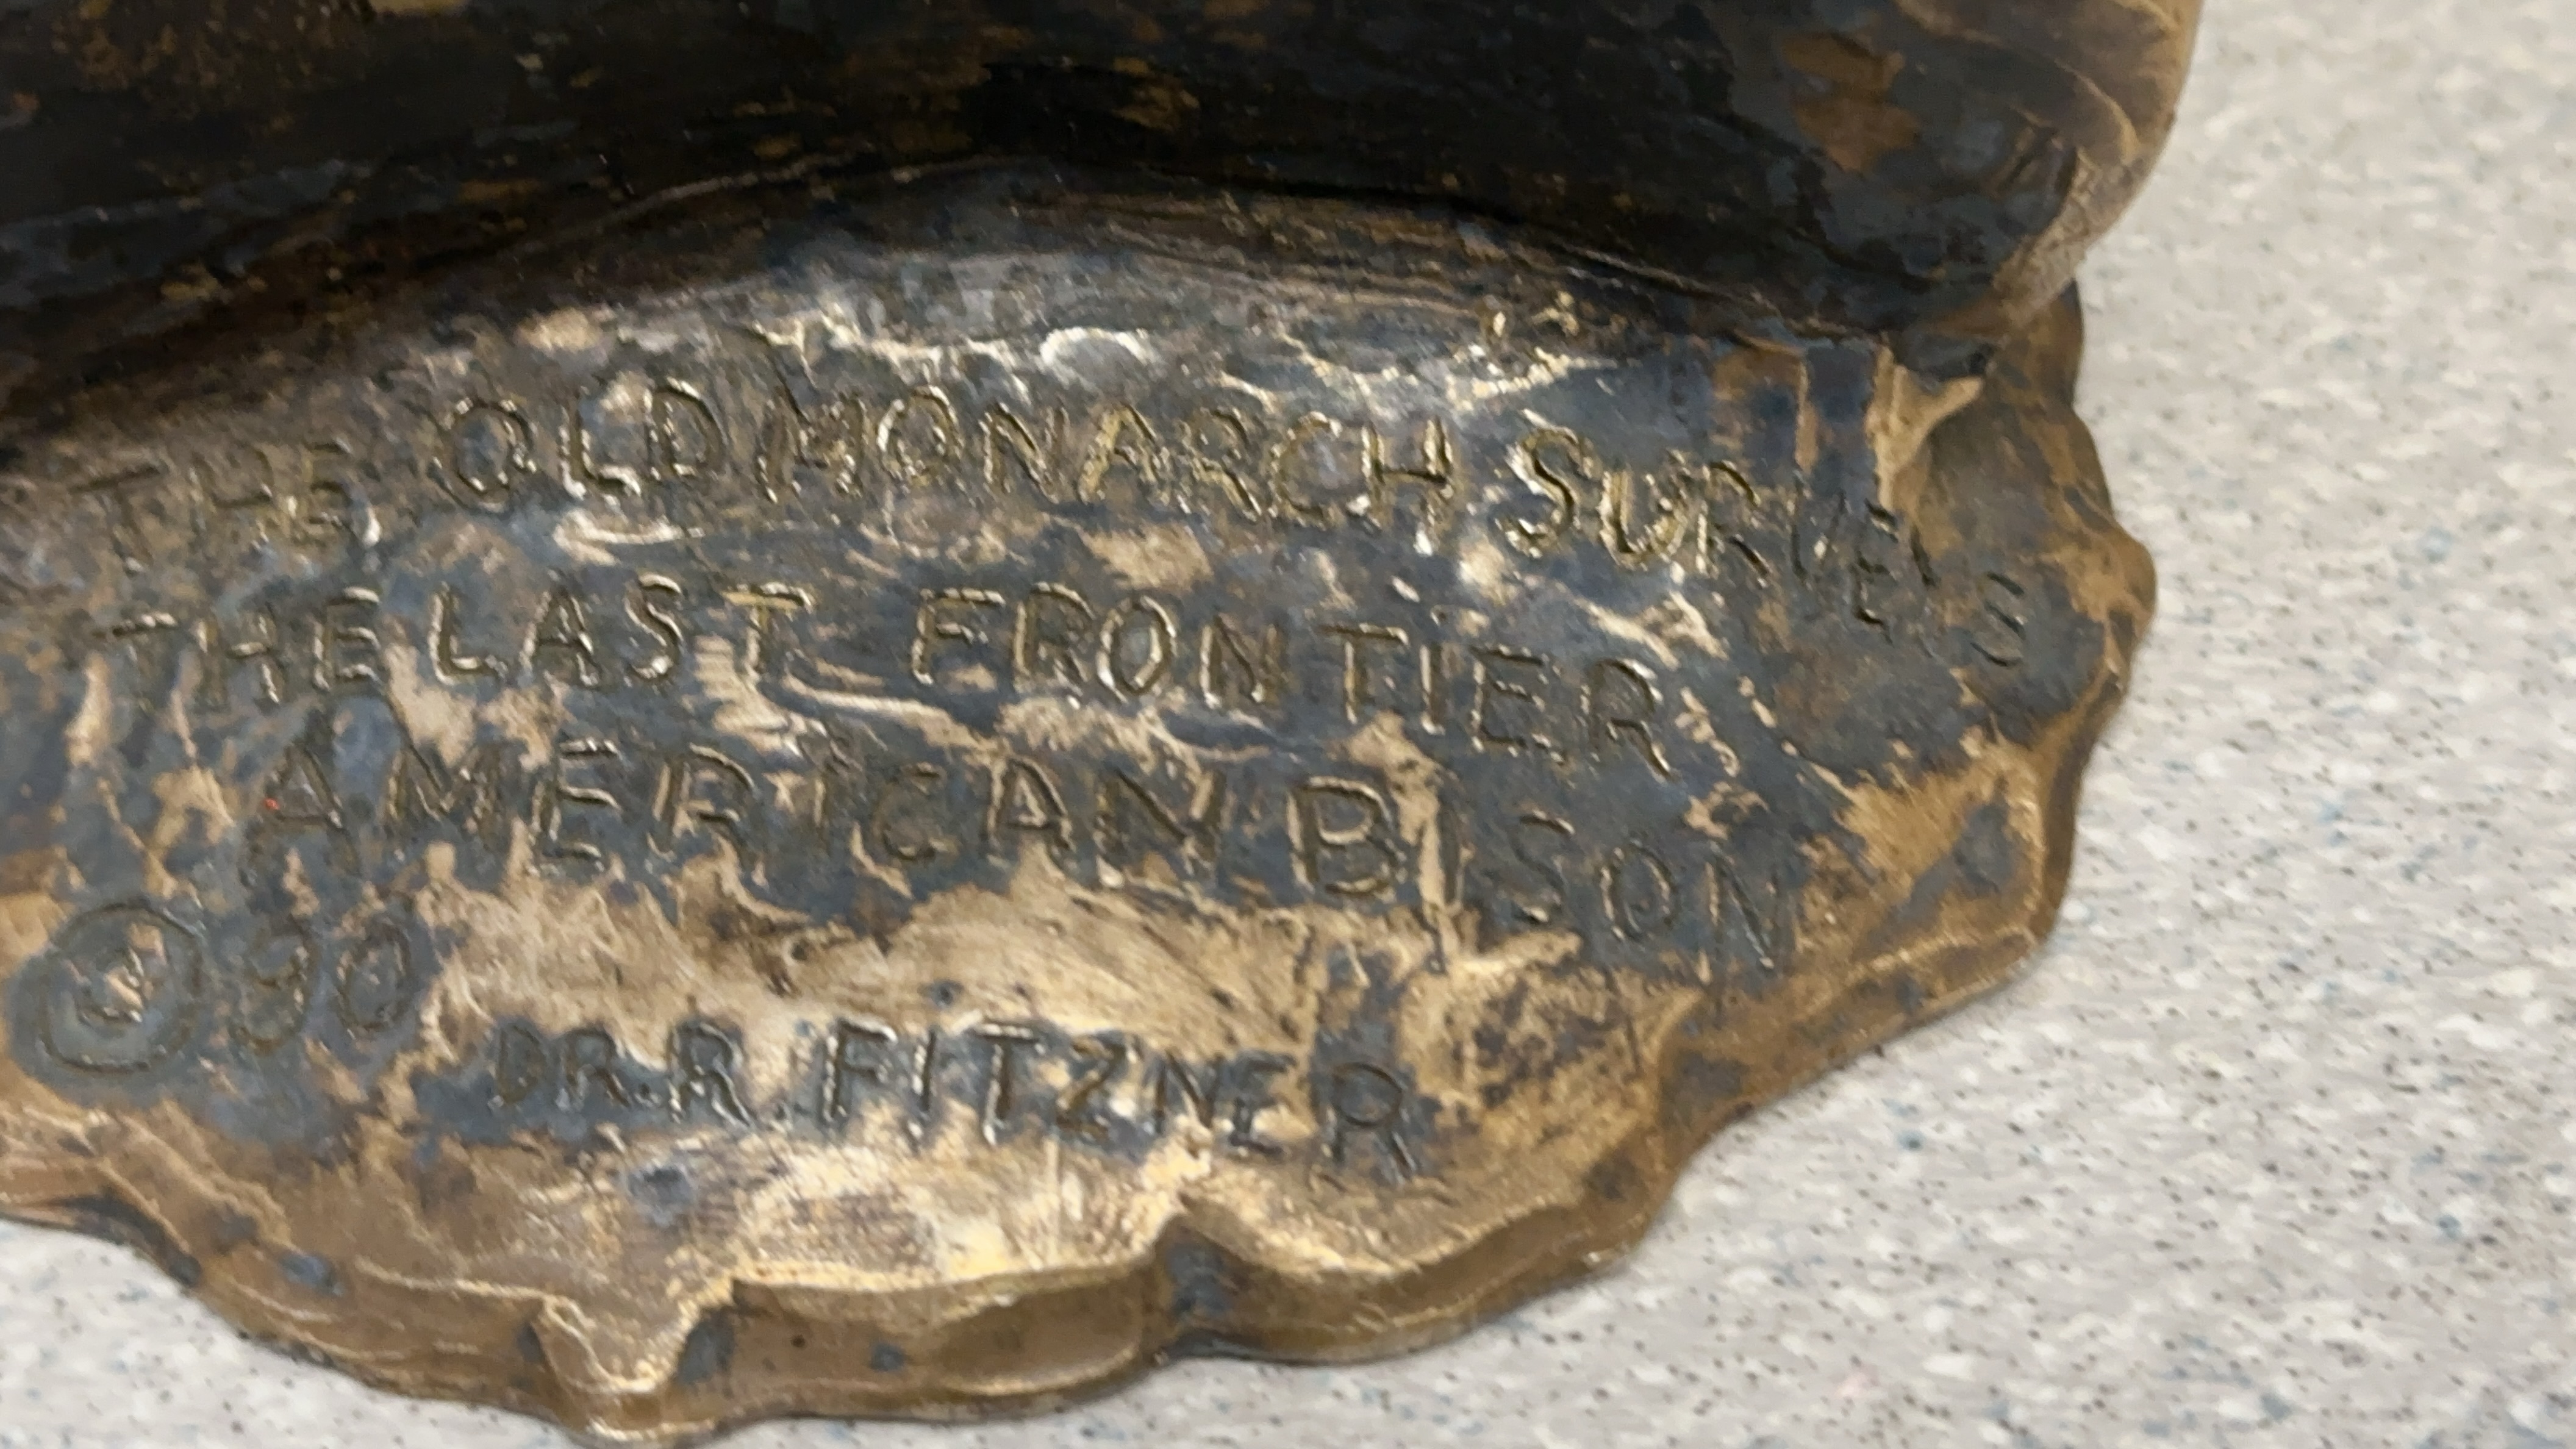 THE OLD MONARCH SURVEYS
THE LAST FRONTIER
AMERICAN BISON
© 90
DR. R. FITZNER